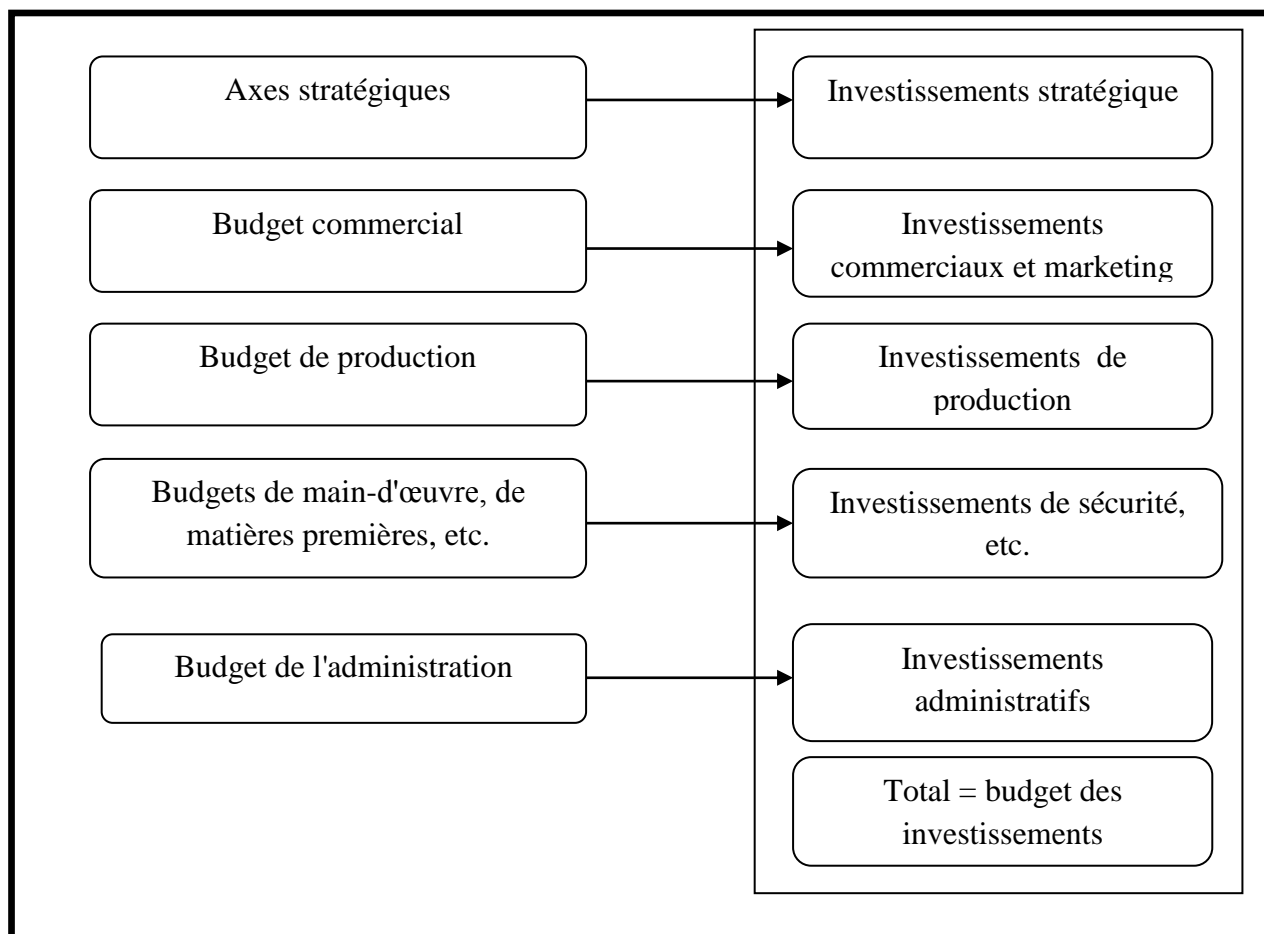 Axes stratégiques
Investissements stratégique
Budget commercial
Investissements
commerciaux et marketing
Budget de production
Investissements de
production
Budgets de main-d'œuvre, de
matières premières, etc.
Investissements de sécurité,
etc.
Budget de l'administration
Investissements
administratifs
Total = budget des
investissements